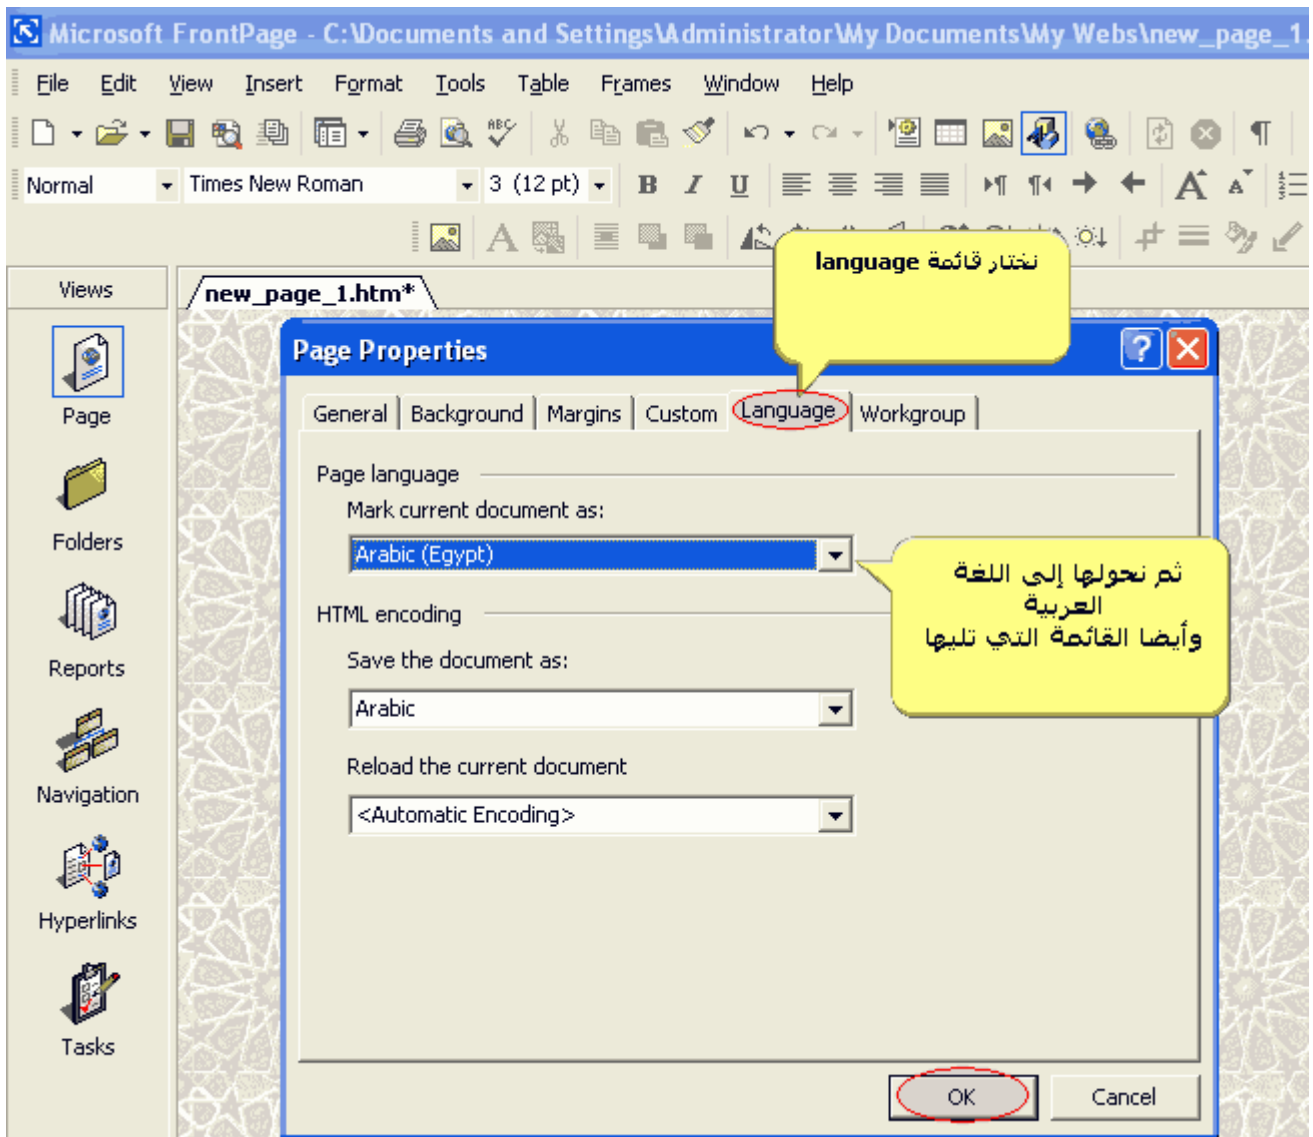 Microsoft FrontPage - C:\Documents and Settings\Administrator\My Documents\My Webs\new_page_1.
File Edit View Insert Format Tools Table Frames Window Help
Normal Times New Roman 3 (12 pt) B I U
نختار قائمة language
Views
new_page_1.htm*
Page Properties
General Background Margins Custom Language Workgroup
Page
Page language
Mark current document as:
Arabic (Egypt)
ثم نحولها إلى اللغة
العربية
وأيضا القائمة التي تليها
Folders
HTML encoding
Save the document as:
Reports
Arabic
Reload the current document
Navigation
<Automatic Encoding>
Hyperlinks
Tasks
OK Cancel